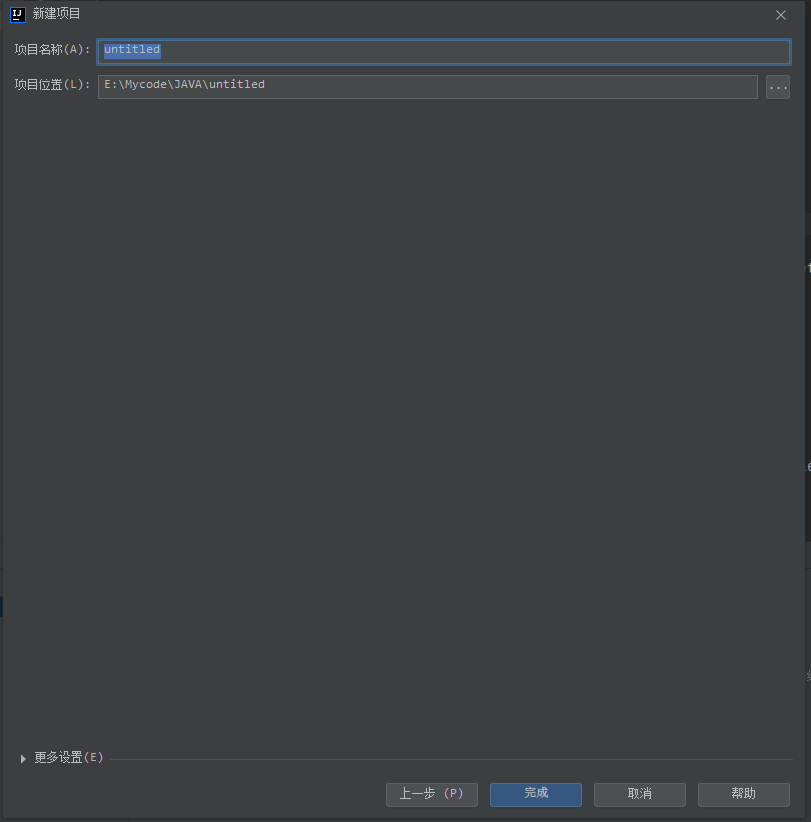 IJ 新建项目
项目名称(A): untitled
项目位置(L): E:\Mycode\JAVA\untitled ...
更多设置(E)
上一步 (P) 完成 取消 帮助